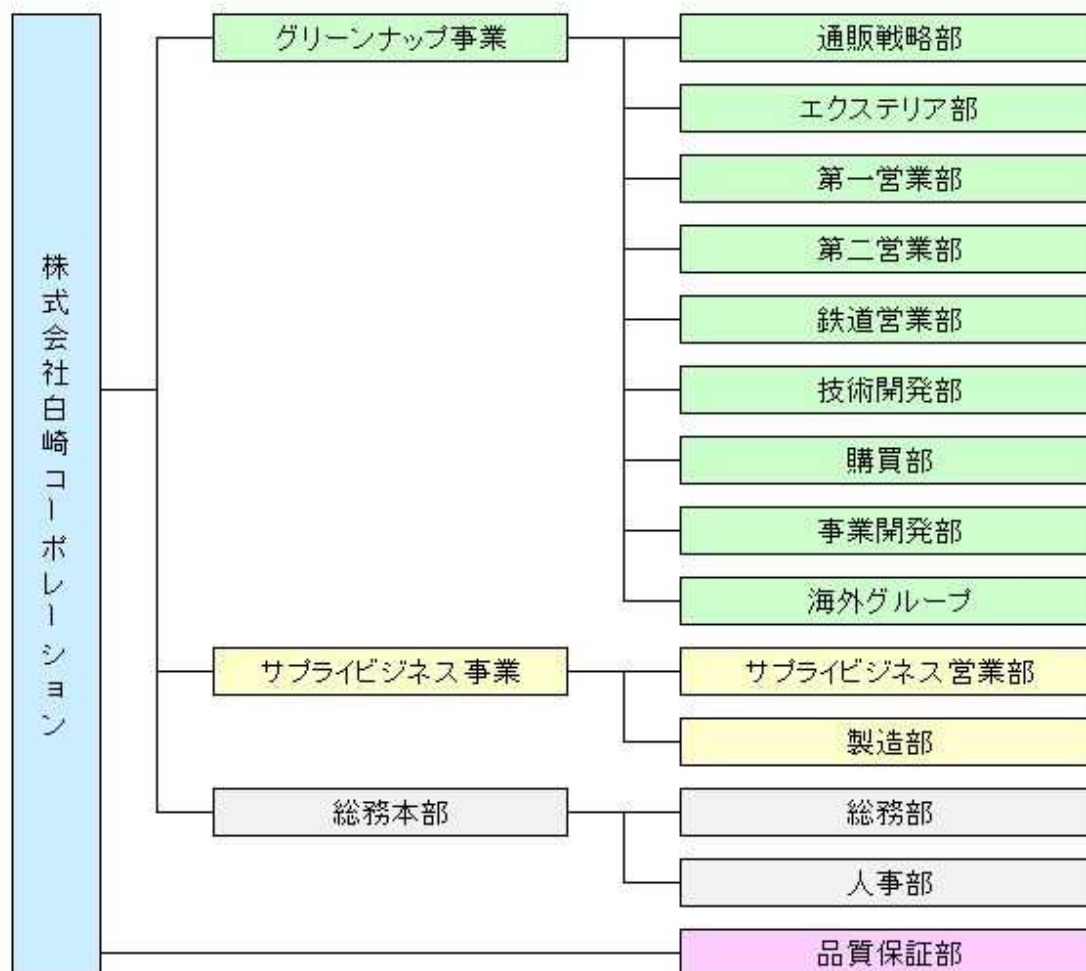 株式会社白崎コーポレーション
グリーンナップ事業
通販戦略部
エクステリア部
第一営業部
第二営業部
鉄道営業部
技術開発部
購買部
事業開発部
海外グループ
サプライビジネス事業
サプライビジネス営業部
製造部
総務本部
総務部
人事部
品質保証部